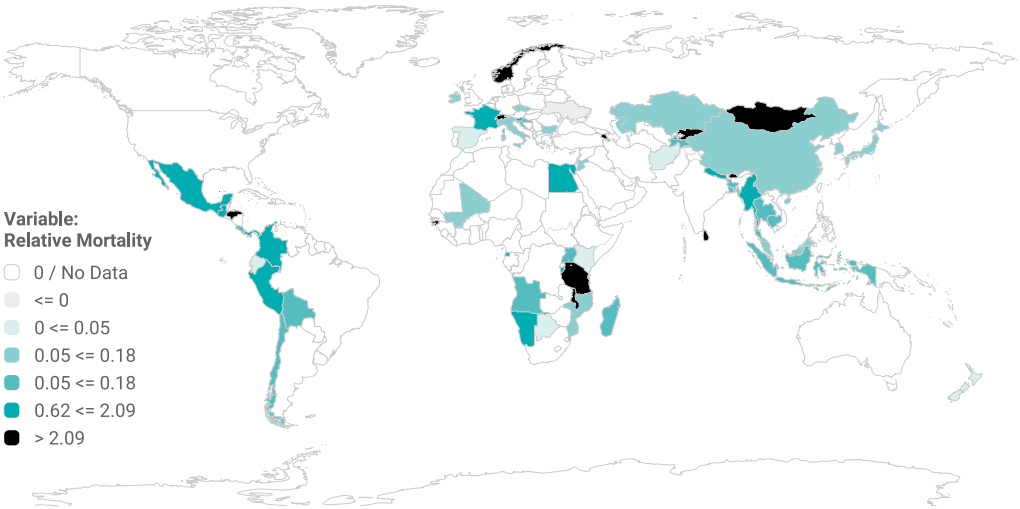 Variable:
Relative Mortality
0 / No Data
<= 0
0 <= 0.05
0.05 <= 0.18
0.05 <= 0.18
0.62 <= 2.09
> 2.09